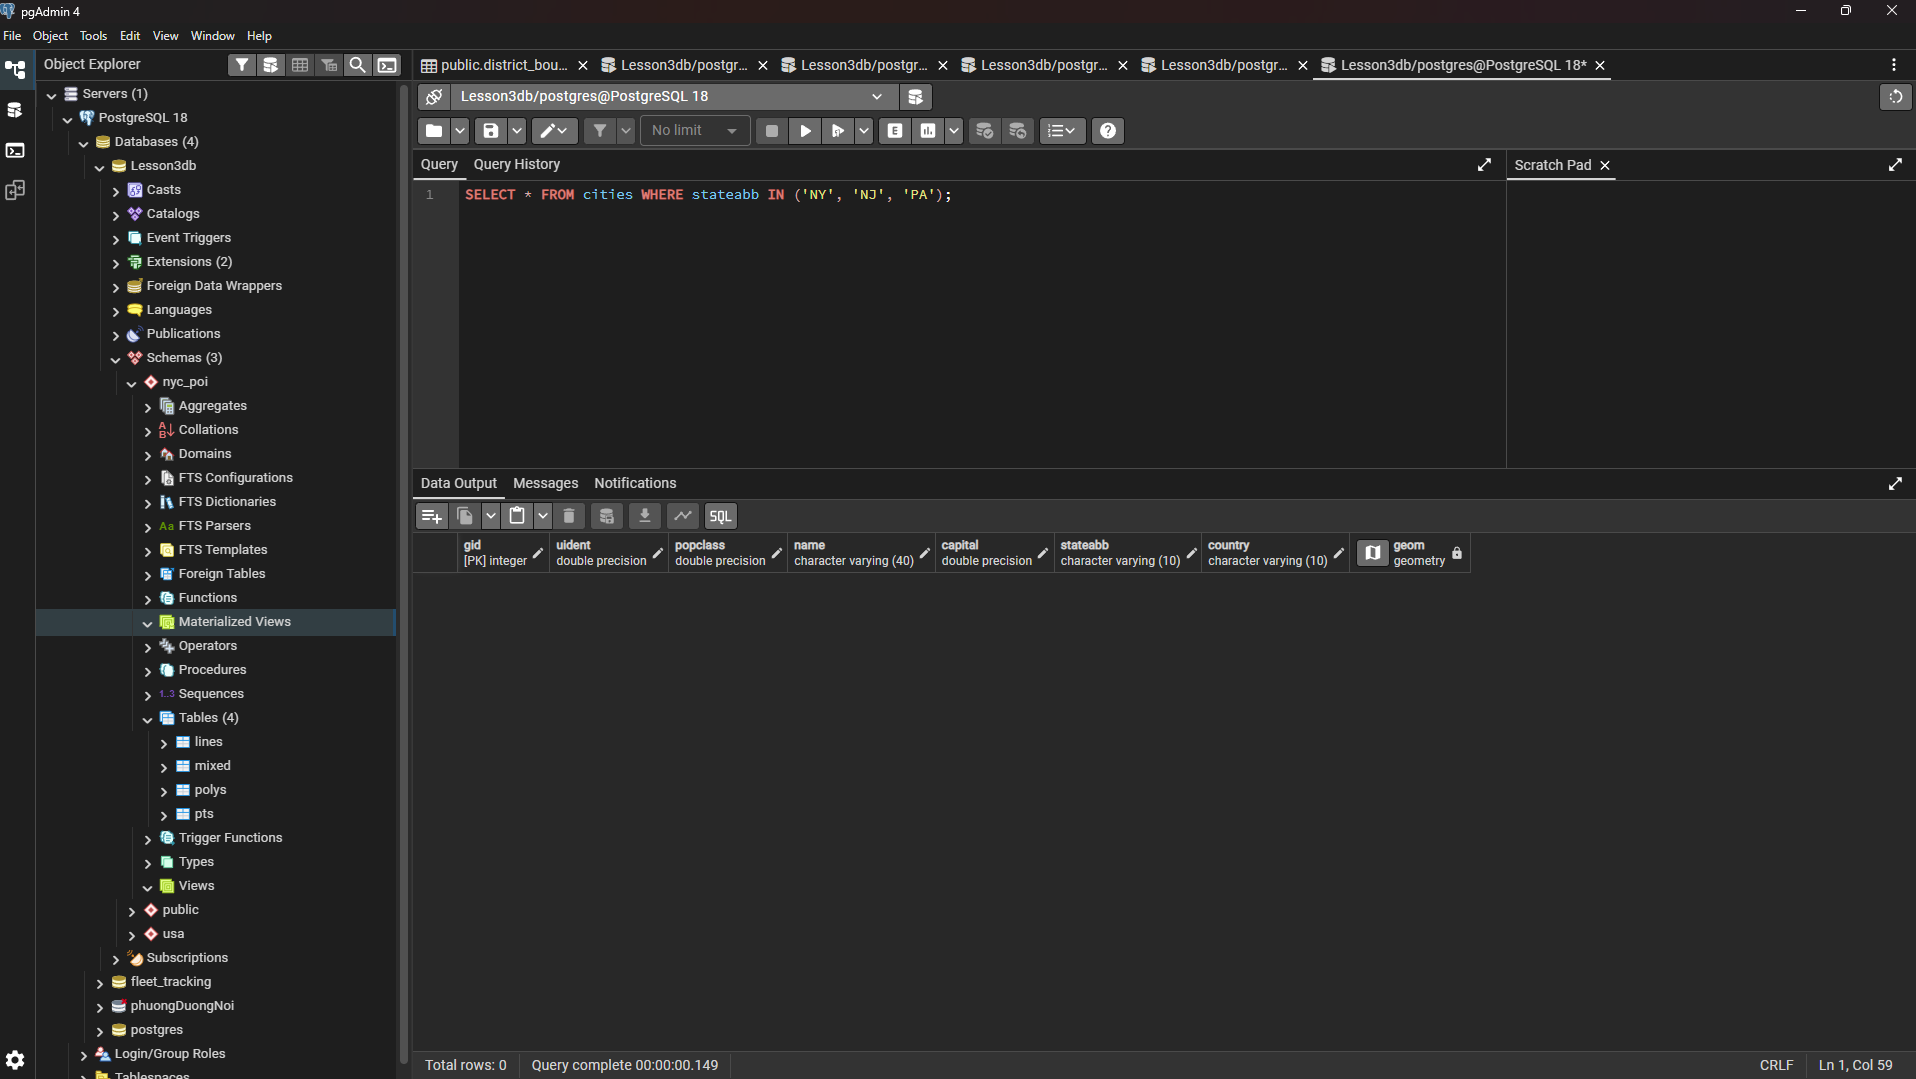 pgAdmin 4
File Object Tools Edit View Window Help
Object Explorer
public.district_bou...
Lesson3db/postgr...
Lesson3db/postgr...
Lesson3db/postgr...
Lesson3db/postgr...
Lesson3db/postgres@PostgreSQL 18*
Servers (1)
PostgreSQL 18
Databases (4)
Lesson3db
Casts
Catalogs
Event Triggers
Extensions (2)
Foreign Data Wrappers
Languages
Publications
Schemas (3)
nyc_poi
Aggregates
Collations
Domains
FTS Configurations
FTS Dictionaries
FTS Parsers
FTS Templates
Foreign Tables
Functions
Materialized Views
Operators
Procedures
1..3 Sequences
Tables (4)
lines
mixed
polys
pts
Trigger Functions
Types
Views
public
usa
Subscriptions
fleet_tracking
phuongDuongNoi
postgres
Login/Group Roles
Tablespaces
Lesson3db/postgres@PostgreSQL 18
No limit
E
Query Query History
Scratch Pad
1 SELECT * FROM cities WHERE stateabb IN ('NY', 'NJ', 'PA');
Data Output Messages Notifications
SQL
gid
[PK] integer
uident
double precision
popclass
double precision
name
character varying (40)
capital
double precision
stateabb
character varying (10)
country
character varying (10)
geom
geometry
Total rows: 0
Query complete 00:00:00.149
CRLF
Ln 1, Col 59